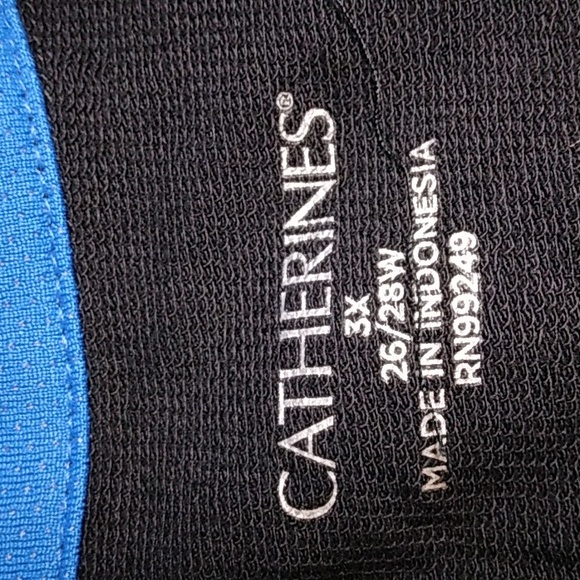 CATHERINES®
3X
26/28W
MADE IN INDONESIA
RN99249